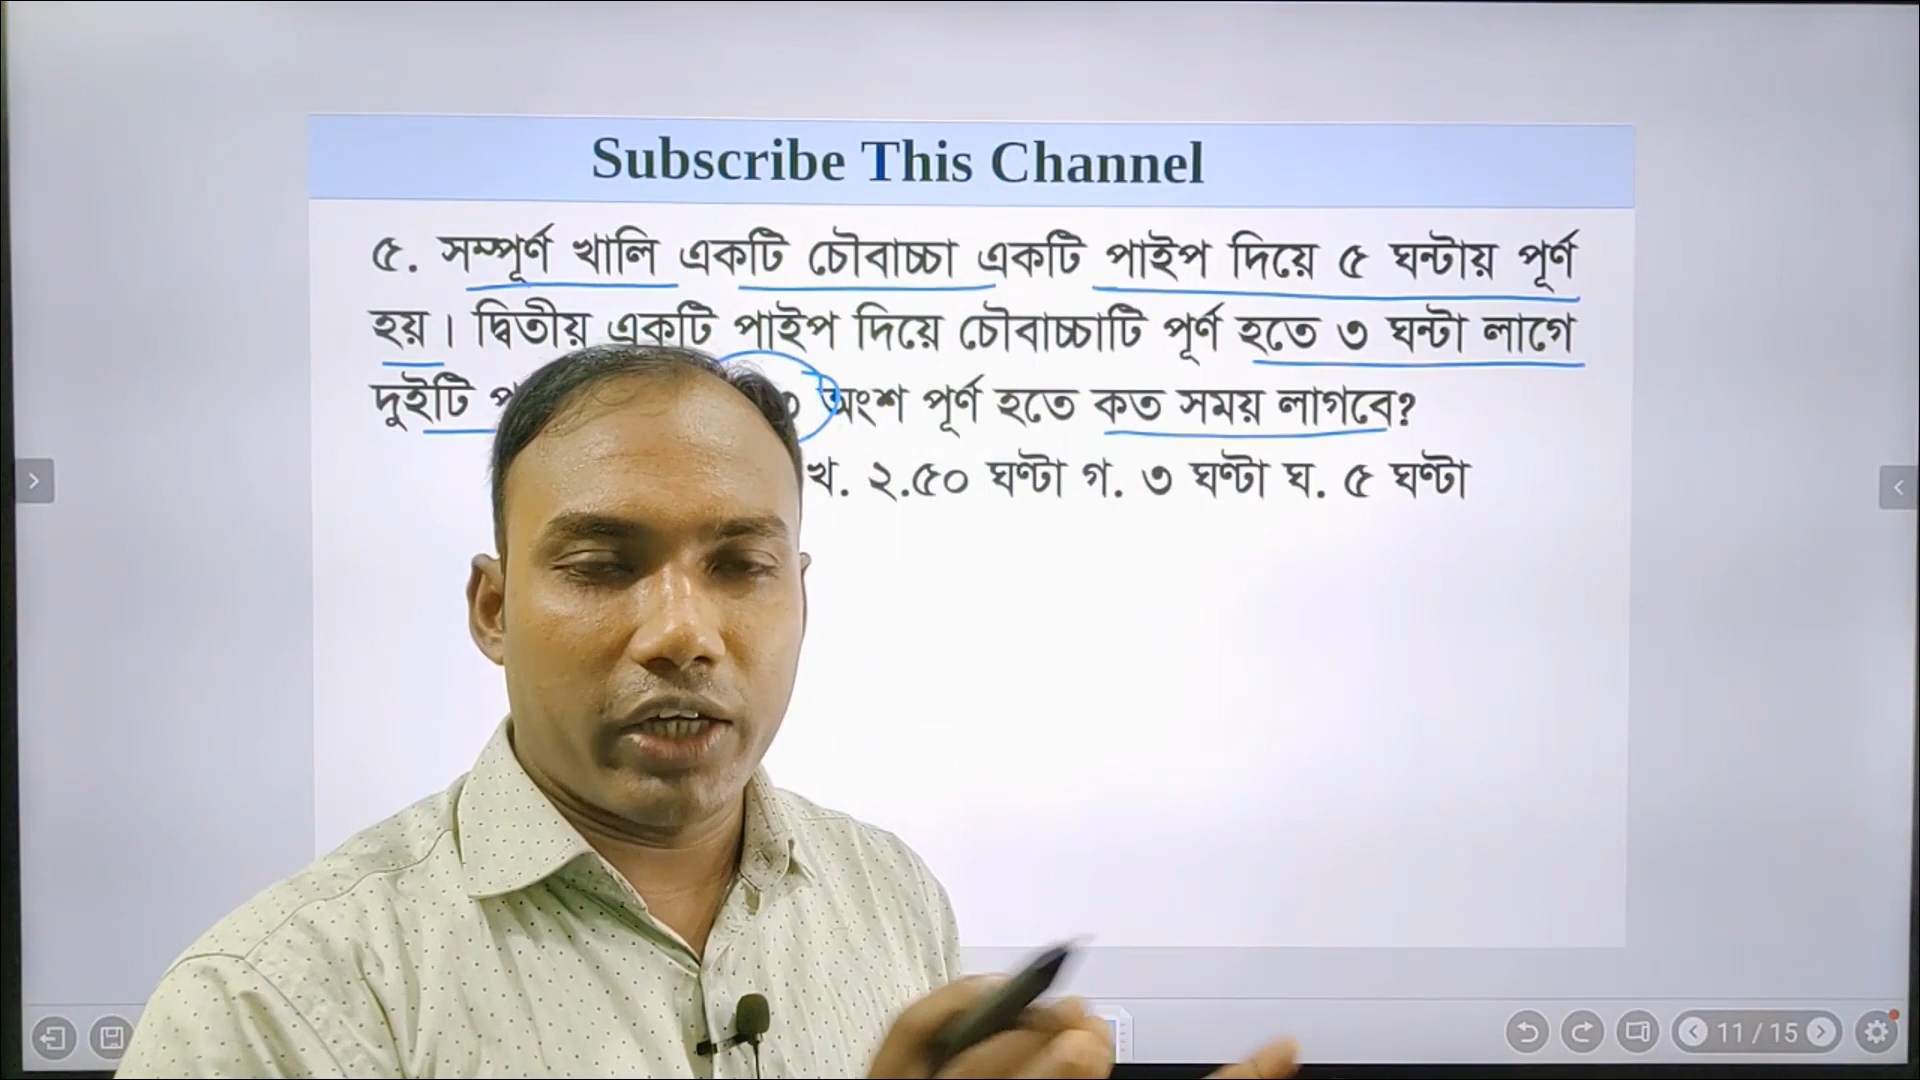 Subscribe This Channel
৫. সম্পূর্ণ খালি একটি চৌবাচ্চা একটি পাইপ দিয়ে ৫ ঘন্টায় পূর্ণ
হয়। দ্বিতীয় একটি পাইপ দিয়ে চৌবাচ্চাটি পূর্ণ হতে ৩ ঘন্টা লাগে
দুইটি অংশ পূর্ণ হতে কত সময় লাগবে?
খ. ২.৫০ ঘণ্টা গ. ৩ ঘণ্টা ঘ. ৫ ঘণ্টা
11/15